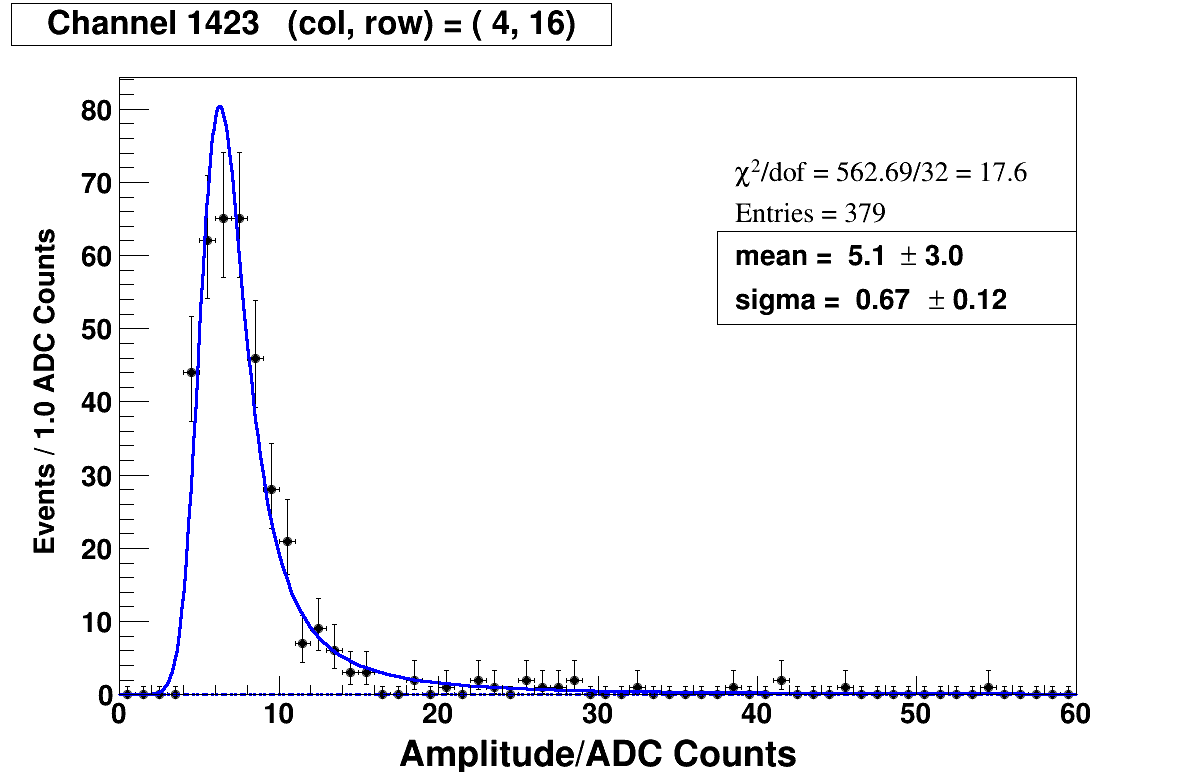 Channel 1423 (col, row) = ( 4, 16)
80
70
60
50
40
30
20
10
0
Events / 1.0 ADC Counts
χ²/dof = 562.69/32 = 17.6
Entries = 379
mean = 5.1 ± 3.0
sigma = 0.67 ± 0.12
0 10 20 30 40 50 60
Amplitude/ADC Counts